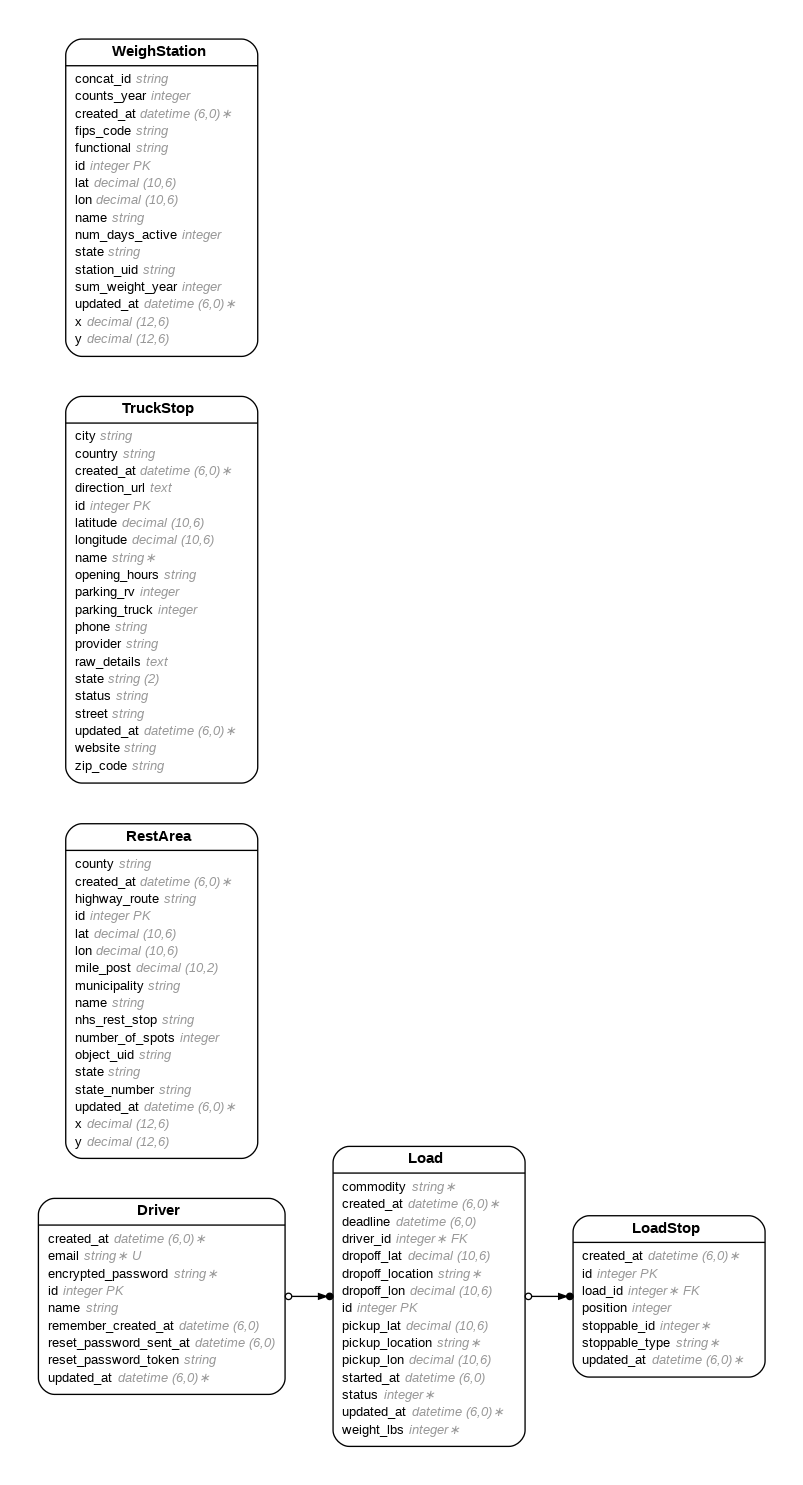 WeighStation
concat_id string
counts_year integer
created_at datetime (6,0)∗
fips_code string
functional string
id integer PK
lat decimal (10,6)
lon decimal (10,6)
name string
num_days_active integer
state string
station_uid string
sum_weight_year integer
updated_at datetime (6,0)∗
x decimal (12,6)
y decimal (12,6)
TruckStop
city string
country string
created_at datetime (6,0)∗
direction_url text
id integer PK
latitude decimal (10,6)
longitude decimal (10,6)
name string∗
opening_hours string
parking_rv integer
parking_truck integer
phone string
provider string
raw_details text
state string (2)
status string
street string
updated_at datetime (6,0)∗
website string
zip_code string
RestArea
county string
created_at datetime (6,0)∗
highway_route string
id integer PK
lat decimal (10,6)
lon decimal (10,6)
mile_post decimal (10,2)
municipality string
name string
nhs_rest_stop string
number_of_spots integer
object_uid string
state string
state_number string
updated_at datetime (6,0)∗
x decimal (12,6)
y decimal (12,6)
Driver
created_at datetime (6,0)∗
email string∗ U
encrypted_password string∗
id integer PK
name string
remember_created_at datetime (6,0)
reset_password_sent_at datetime (6,0)
reset_password_token string
updated_at datetime (6,0)∗
Load
commodity string∗
created_at datetime (6,0)∗
deadline datetime (6,0)
driver_id integer∗ FK
dropoff_lat decimal (10,6)
dropoff_location string∗
dropoff_lon decimal (10,6)
id integer PK
pickup_lat decimal (10,6)
pickup_location string∗
pickup_lon decimal (10,6)
started_at datetime (6,0)
status integer∗
updated_at datetime (6,0)∗
weight_lbs integer∗
LoadStop
created_at datetime (6,0)∗
id integer PK
load_id integer∗ FK
position integer
stoppable_id integer∗
stoppable_type string∗
updated_at datetime (6,0)∗